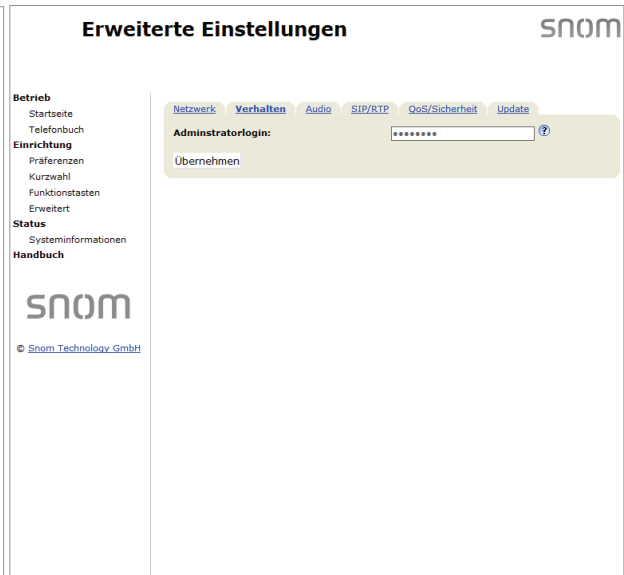 Erweiterte Einstellungen
snom
Betrieb
Startseite
Telefonbuch
Einrichtung
Präferenzen
Kurzwahl
Funktionstasten
Erweitert
Status
Systeminformationen
Handbuch
snom
© Snom Technology GmbH
Netzwerk Verhalten Audio SIP/RTP QoS/Sicherheit Update
Adminstratorlogin: ******** ?
Übernehmen